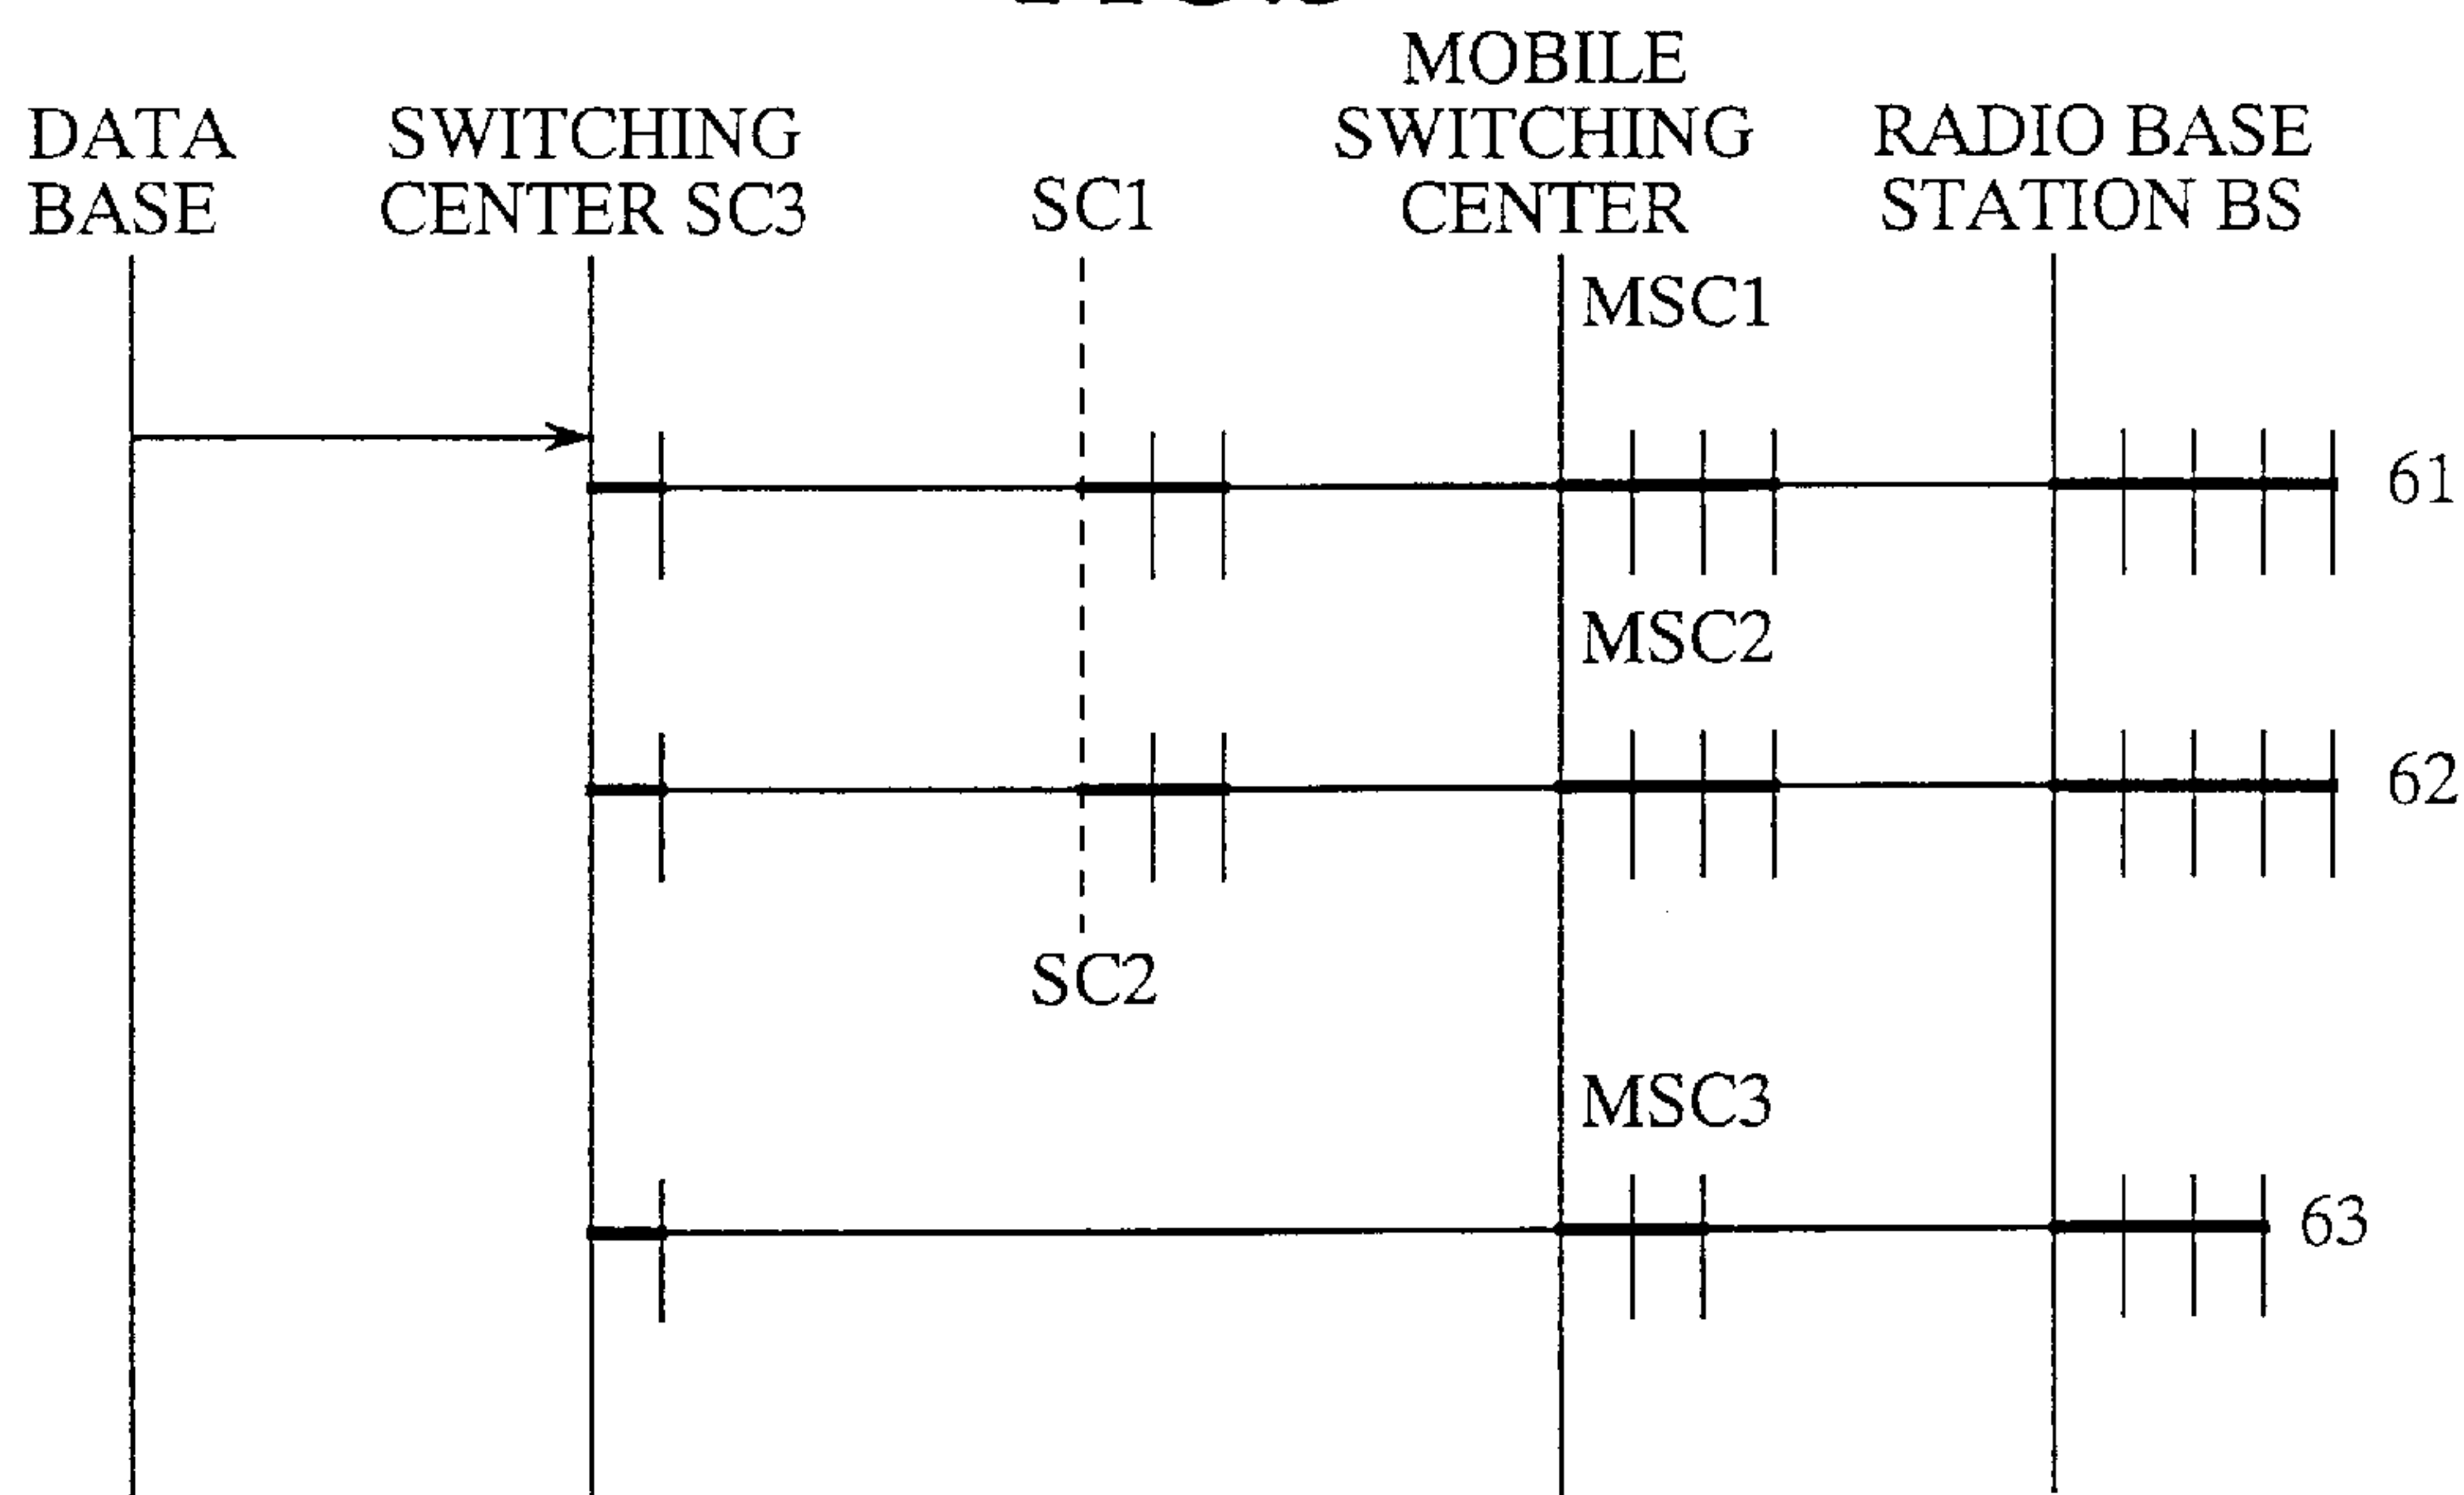 DATA
BASE
SWITCHING
CENTER SC3
SC1
MOBILE
SWITCHING
CENTER
RADIO BASE
STATION BS
MSC1
61
MSC2
62
SC2
MSC3
63